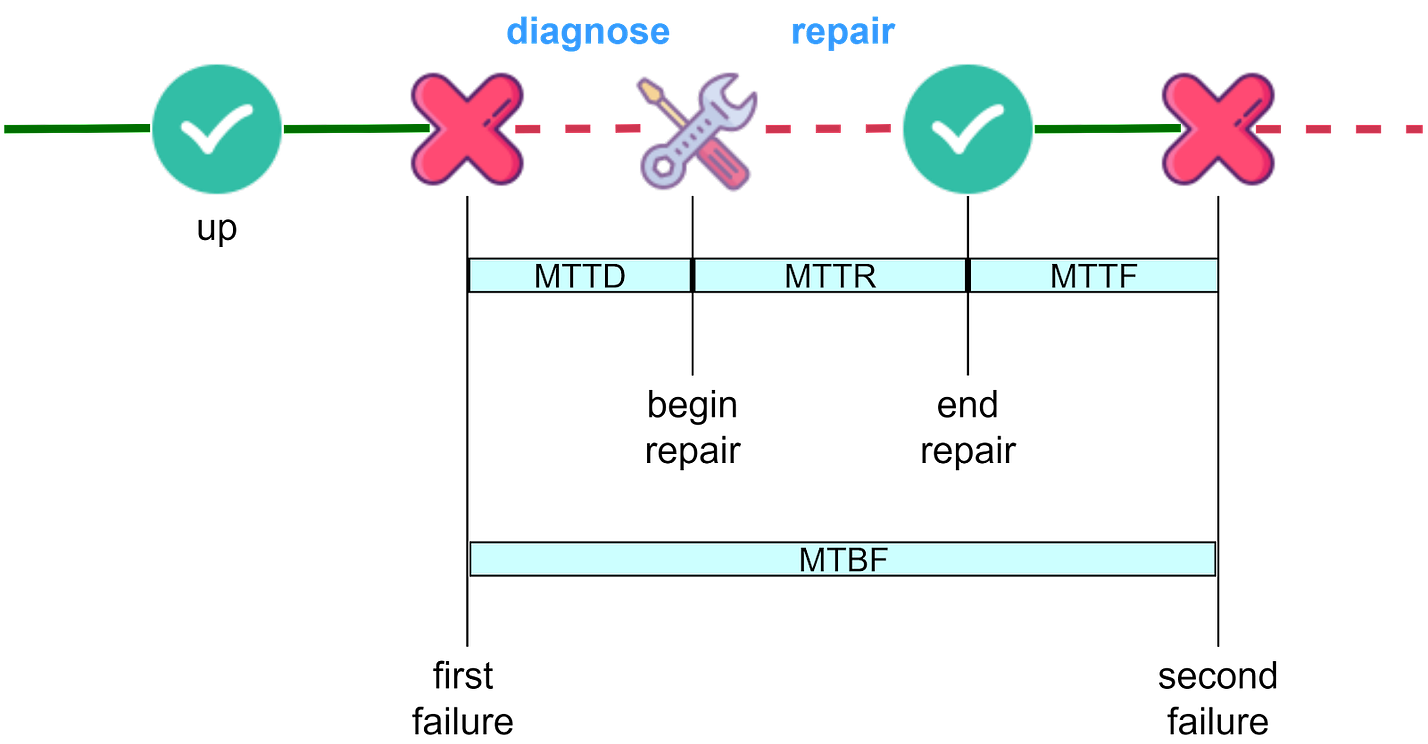 diagnose repair
up
MTTD MTTR MTTF
begin
repair
end
repair
MTBF
first
failure
second
failure